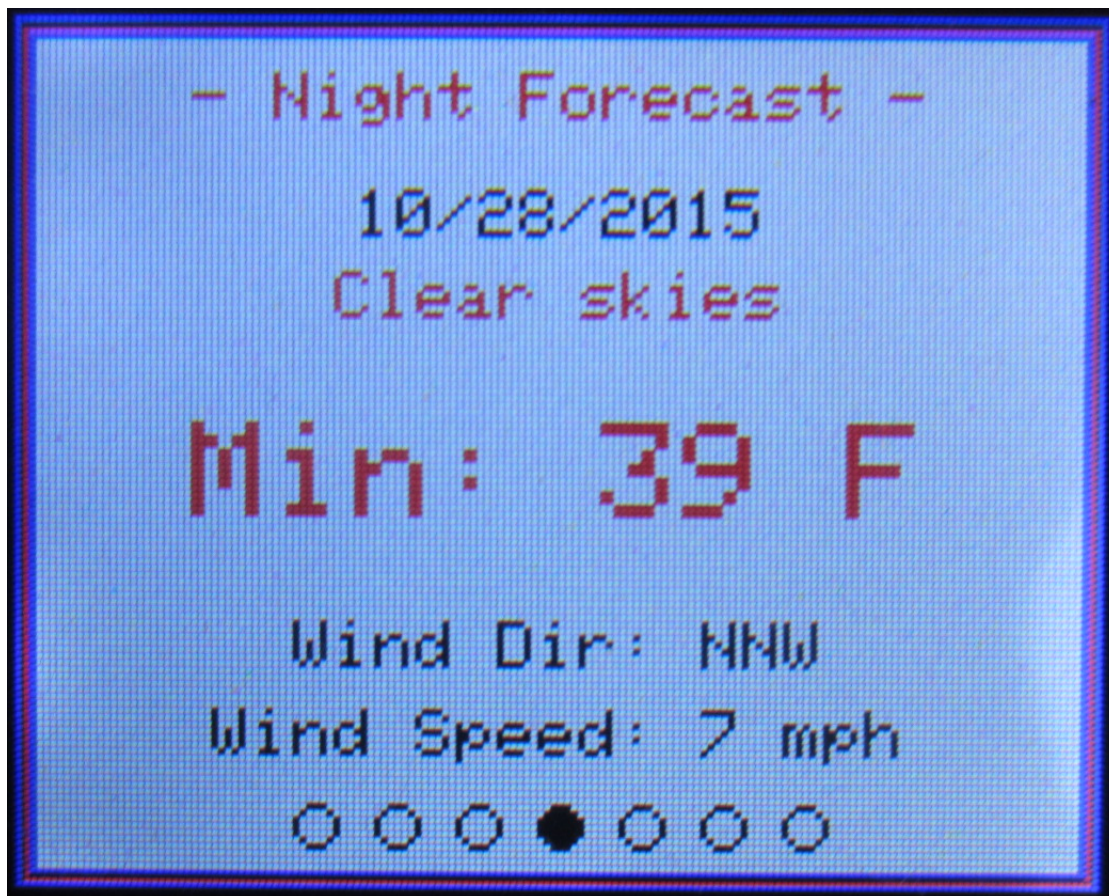 - Night Forecast -
10/28/2015
Clear skies
Min: 39 F
Wind Dir: NNW
Wind Speed: 7 mph